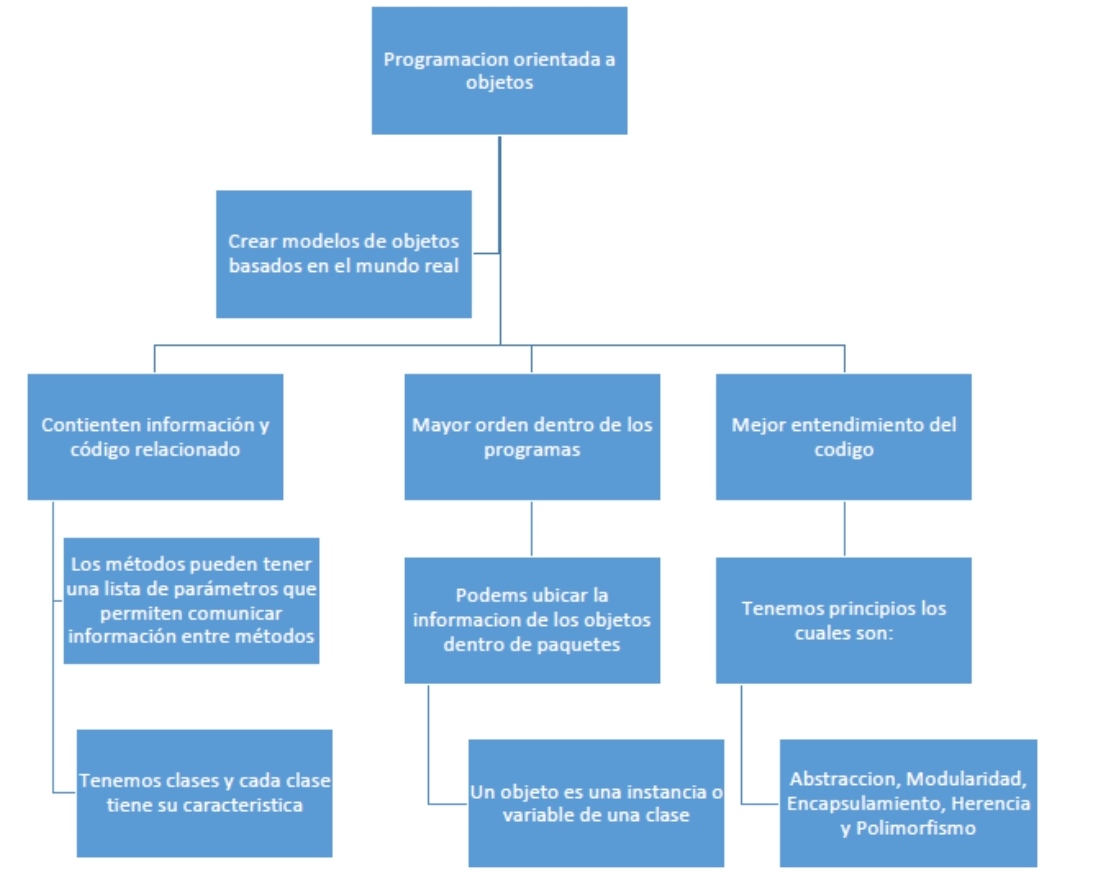 Programacion orientada a
objetos
Crear modelos de objetos
basados en el mundo real
Contienten información y
código relacionado
Mayor orden dentro de los
programas
Mejor entendimiento del
codigo
Los métodos pueden tener
una lista de parámetros que
permiten comunicar
información entre métodos
Podems ubicar la
informacion de los objetos
dentro de paquetes
Tenemos principios los
cuales son:
Tenemos clases y cada clase
tiene su caracteristica
Un objeto es una instancia o
variable de una clase
Abstraccion, Modularidad,
Encapsulamiento, Herencia
y Polimorfismo